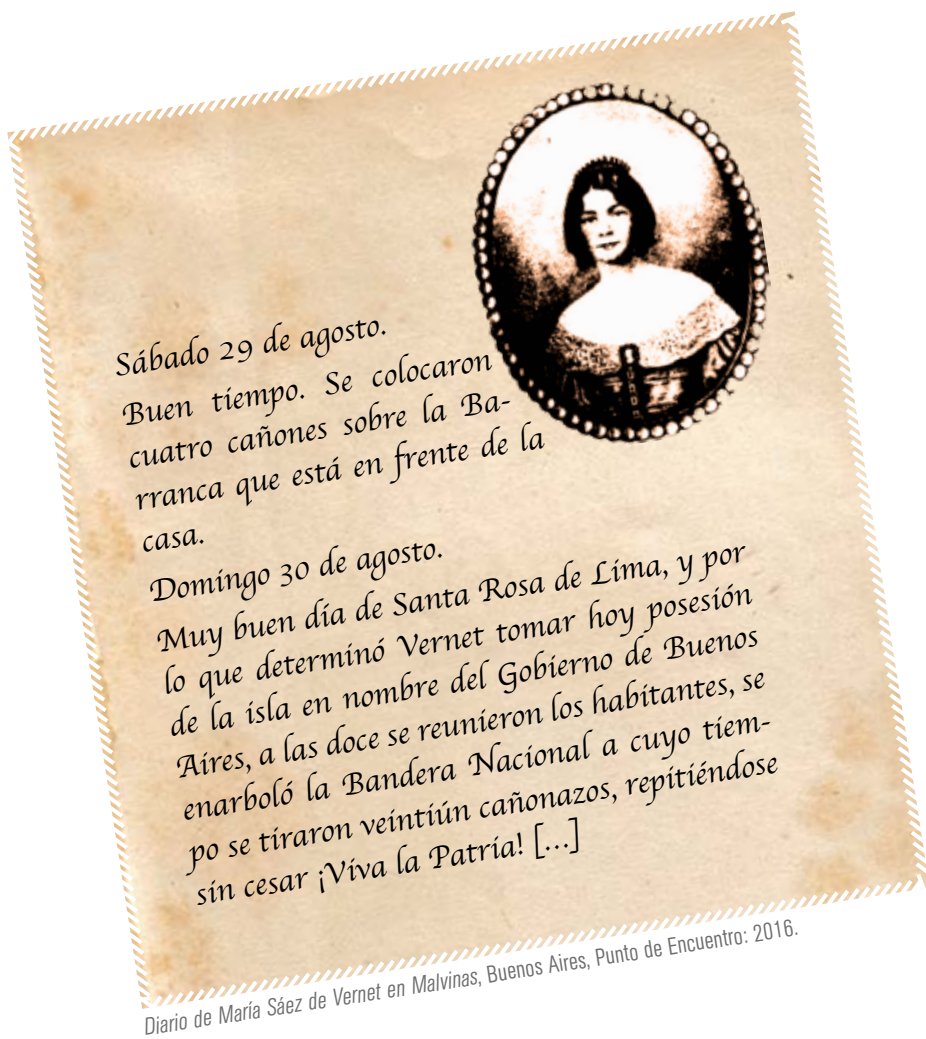 Sábado 29 de agosto.
Buen tiempo. Se colocaron
cuatro cañones sobre la Ba-
rranca que está en frente de la
casa.
Domingo 30 de agosto.
Muy buen día de Santa Rosa de Lima, y por
lo que determinó Vernet tomar hoy posesión
de la isla en nombre del Gobierno de Buenos
Aires, a las doce se reunieron los habitantes, se
enarboló la Bandera Nacional a cuyo tiem-
po se tiraron veintiún cañonazos, repitiéndose
sin cesar ¡Viva la Patria! [...]
Diario de María Sáez de Vernet en Malvinas, Buenos Aires, Punto de Encuentro: 2016.